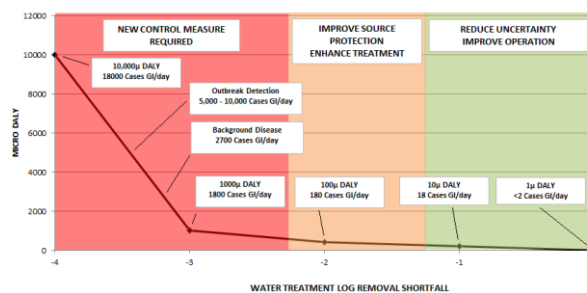 NEW CONTROL MEASURE
REQUIRED
IMPROVE SOURCE
PROTECTION
ENHANCE TREATMENT
REDUCE UNCERTAINTY
IMPROVE OPERATION
12000
10000
8000
6000
4000
2000
0
MICRO DALY
10,000µ DALY
18000 Cases GI/day
Outbreak Detection
5,000 - 10,000 Cases GI/day
Background Disease
2700 Cases GI/day
1000µ DALY
1800 Cases GI/day
100µ DALY
180 Cases GI/day
10µ DALY
18 Cases GI/day
1µ DALY
<2 Cases GI/day
-4
-3
-2
-1
WATER TREATMENT LOG REMOVAL SHORTFALL